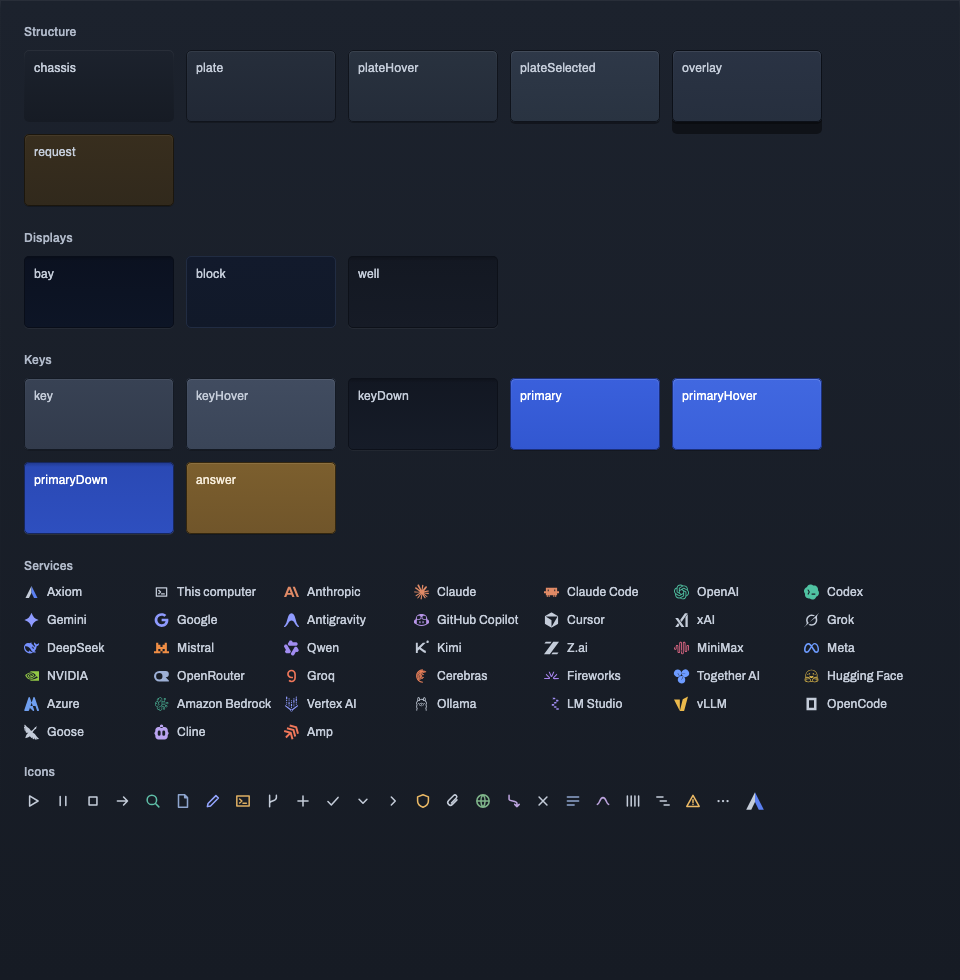 Structure
chassis
plate
plateHover
plateSelected
overlay
request
Displays
bay
block
well
Keys
key
keyHover
keyDown
primary
primaryHover
primaryDown
answer
Services
Axiom
This computer
Anthropic
Claude
Claude Code
OpenAI
Codex
Gemini
Google
Antigravity
GitHub Copilot
Cursor
xAI
Grok
DeepSeek
Mistral
Qwen
Kimi
Z.ai
MiniMax
Meta
NVIDIA
OpenRouter
Groq
Cerebras
Fireworks
Together AI
Hugging Face
Azure
Amazon Bedrock
Vertex AI
Ollama
LM Studio
vLLM
OpenCode
Goose
Cline
Amp
Icons